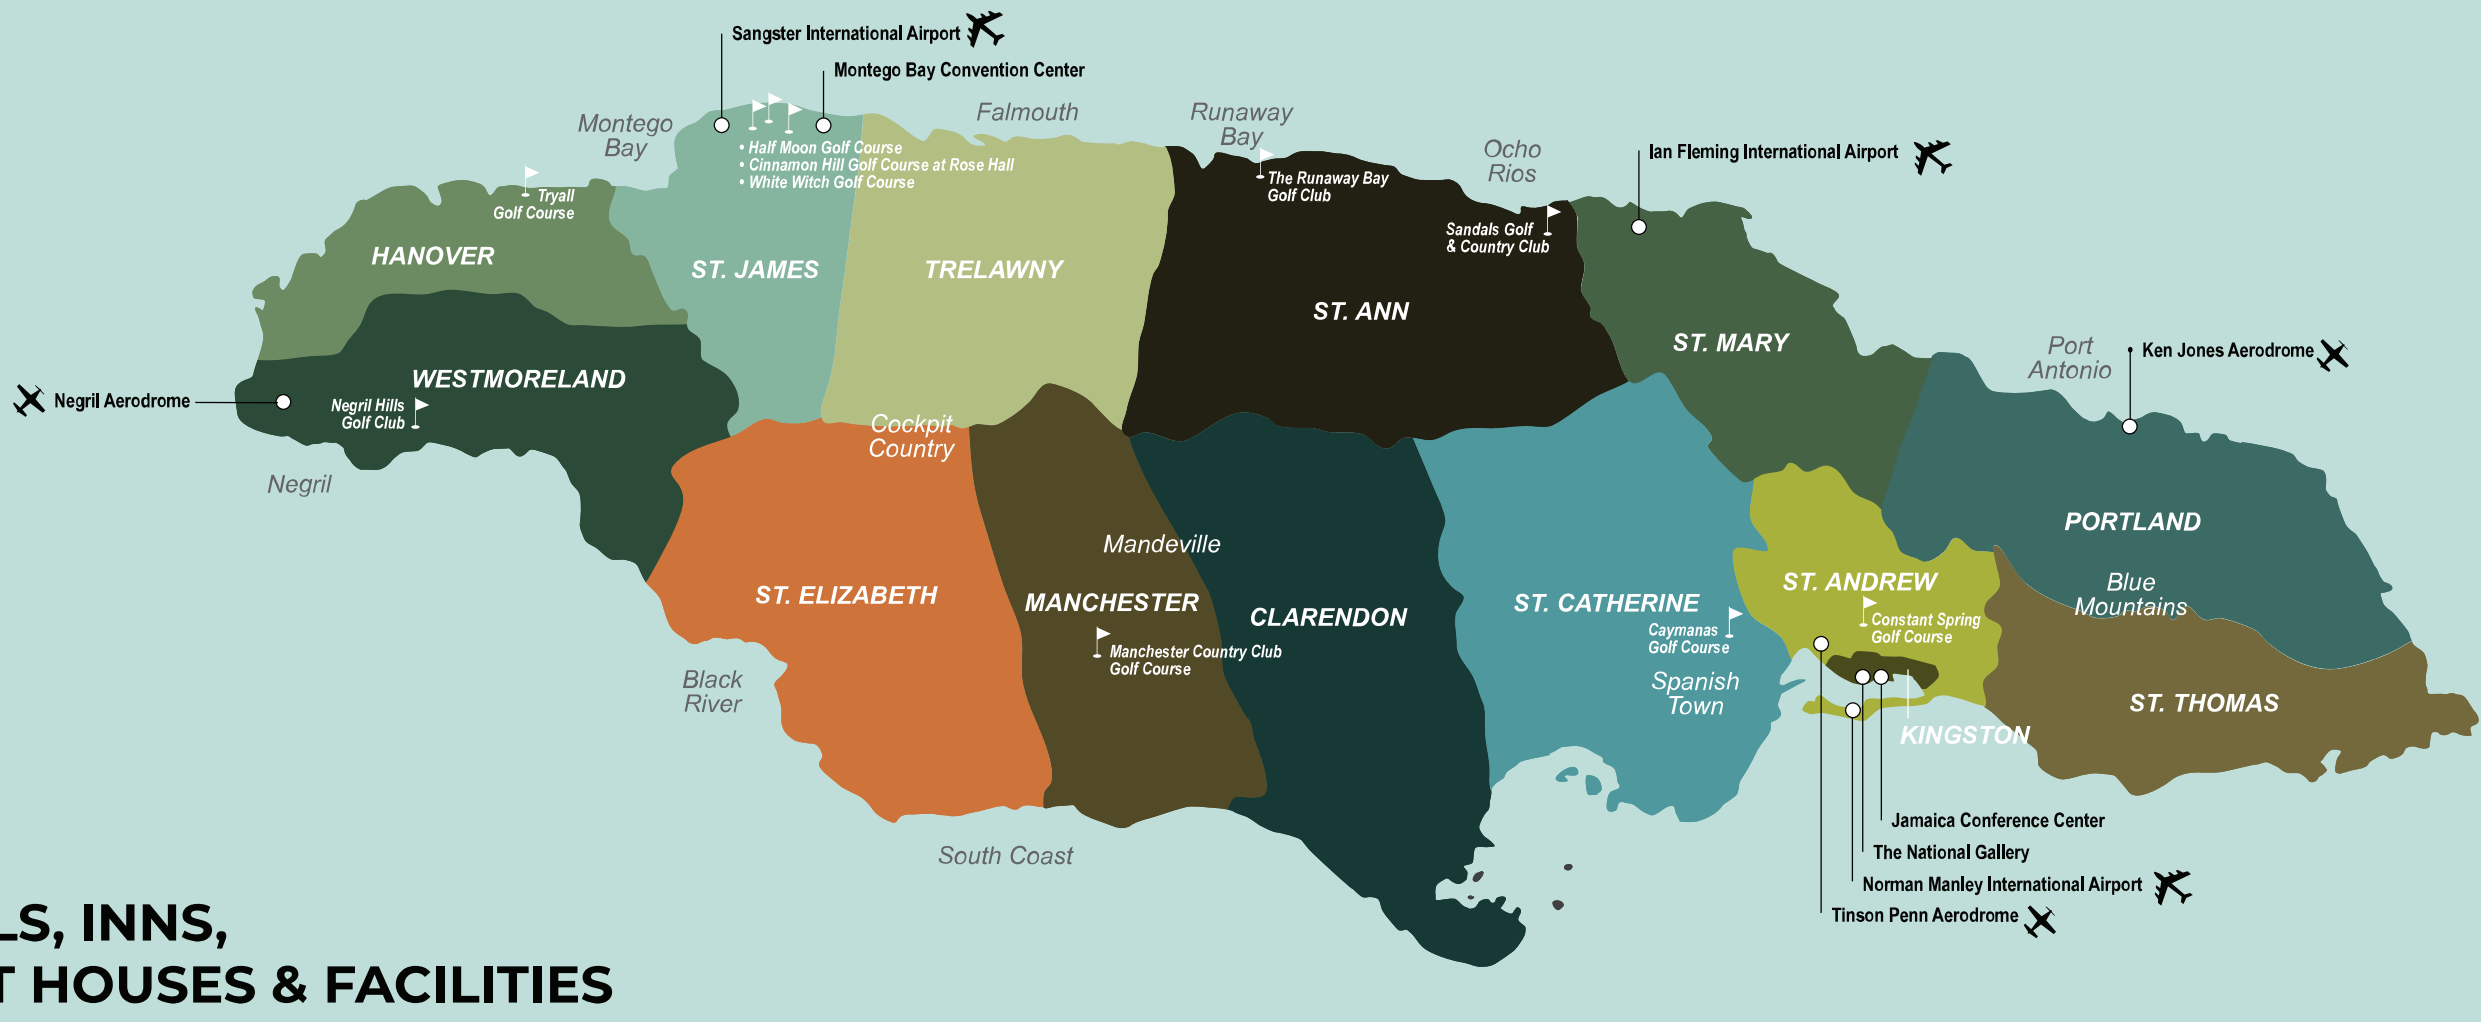 Sangster International Airport
Montego Bay Convention Center
Montego
Bay
Falmouth
Runaway
Bay
Ocho
Rios
Ian Fleming International Airport
• Half Moon Golf Course
• Cinnamon Hill Golf Course at Rose Hall
• White Witch Golf Course
Tryall
Golf Course
The Runaway Bay
Golf Club
Sandals Golf
& Country Club
HANOVER
ST. JAMES
TRELAWNY
ST. ANN
ST. MARY
Port
Antonio
Ken Jones Aerodrome
WESTMORELAND
Negril Aerodrome
Negril Hills
Golf Club
Negril
Cockpit
Country
Mandeville
PORTLAND
ST. ELIZABETH
MANCHESTER
CLARENDON
ST. CATHERINE
ST. ANDREW
Blue
Mountains
Caymanas
Golf Course
Constant Spring
Golf Course
Manchester Country Club
Golf Course
Black
River
Spanish
Town
ST. THOMAS
KINGSTON
Jamaica Conference Center
The National Gallery
South Coast
Norman Manley International Airport
Tinson Penn Aerodrome
LS, INNS,
T HOUSES & FACILITIES